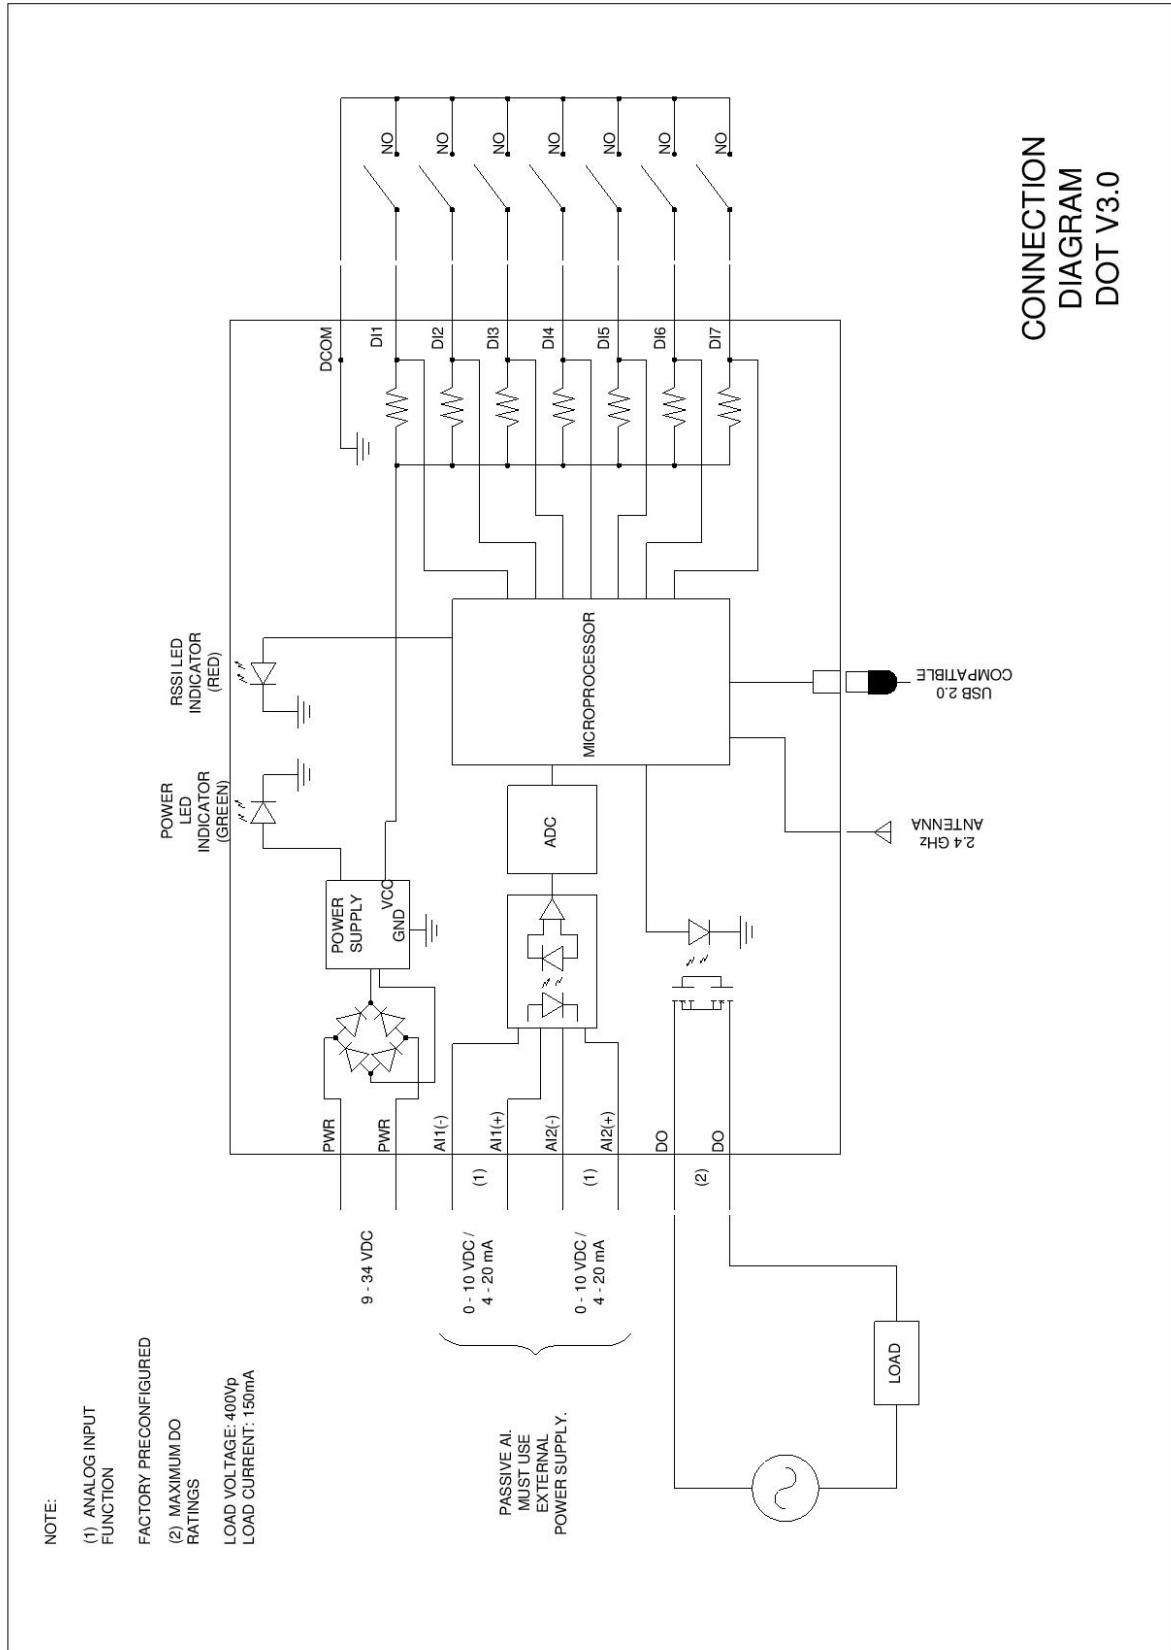 NOTE:
(1) ANALOG INPUT
FUNCTION
FACTORY PRECONFIGURED
(2) MAXIMUM DO
RATINGS
LOAD VOLTAGE: 400Vp
LOAD CURRENT: 150mA
9 - 34 VDC
0 - 10 VDC /
4 - 20 mA
0 - 10 VDC /
4 - 20 mA
PASSIVE AI.
MUST USE
EXTERNAL
POWER SUPPLY.
LOAD
PWR
PWR
AI1(-)
(1)
AI1(+)
AI2(-)
(1)
AI2(+)
DO
(2)
DO
POWER
SUPPLY
VCC
GND
POWER
LED
INDICATOR
(GREEN)
RSSI LED
INDICATOR
(RED)
ADC
MICROPROCESSOR
2.4 GHz
ANTENNA
USB 2.0
COMPATIBLE
DCOM
DI1
DI2
DI3
DI4
DI5
DI6
DI7
NO
NO
NO
NO
NO
NO
NO
CONNECTION
DIAGRAM
DOT V3.0